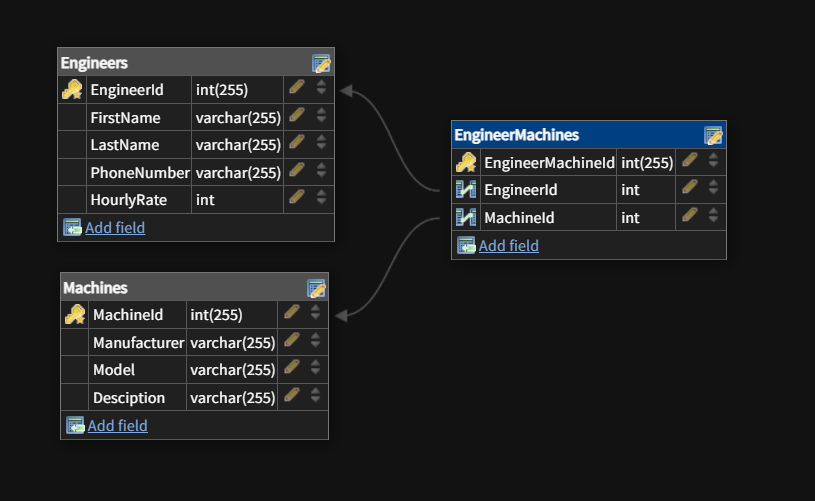 Engineers
EngineerId int(255)
FirstName varchar(255)
LastName varchar(255)
PhoneNumber varchar(255)
HourlyRate int
Add field
EngineerMachines
EngineerMachineId int(255)
EngineerId int
MachineId int
Add field
Machines
MachineId int(255)
Manufacturer varchar(255)
Model varchar(255)
Desciption varchar(255)
Add field